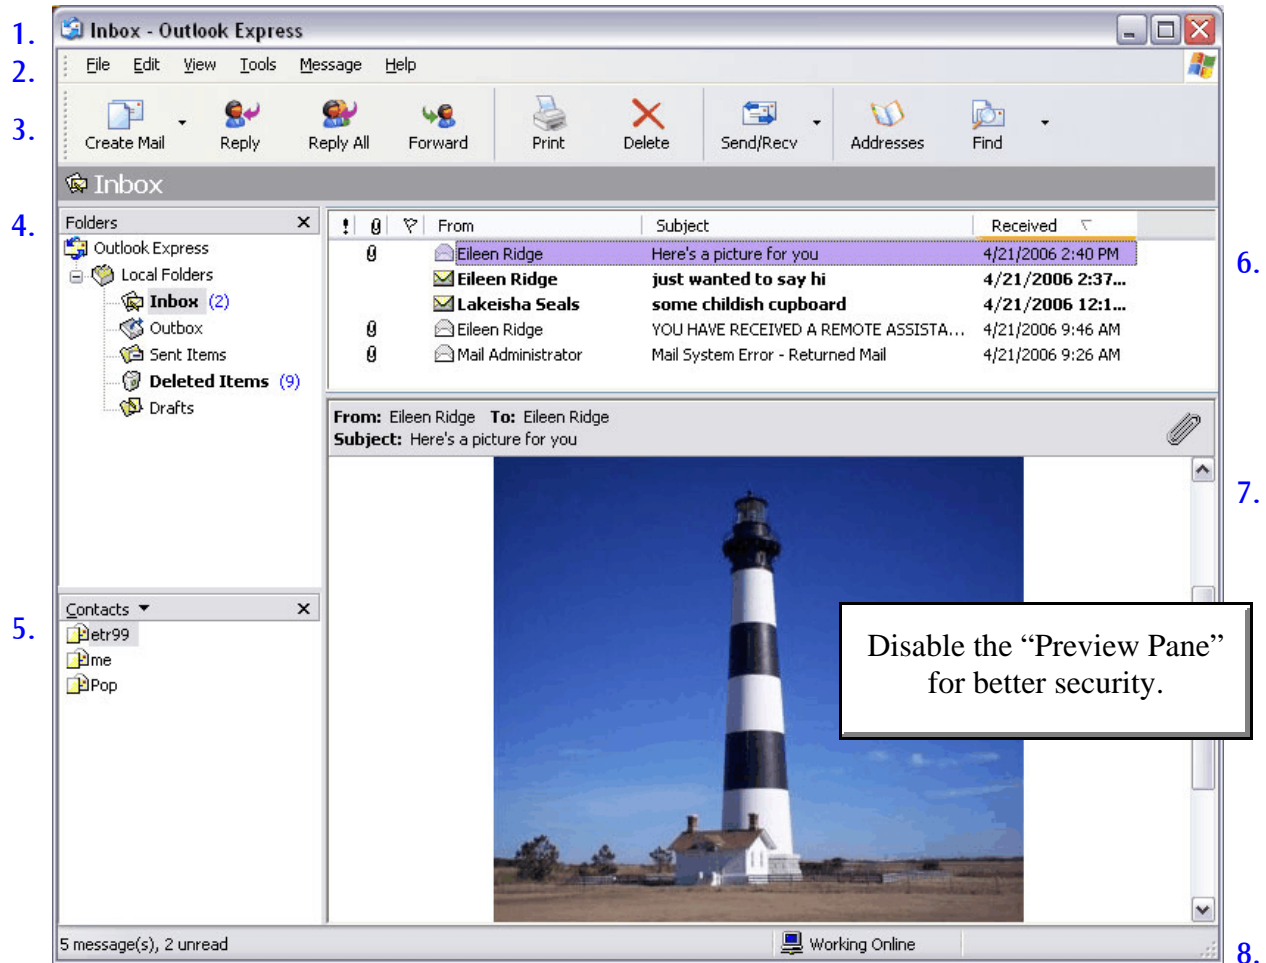 1. Inbox - Outlook Express
2. File Edit View Tools Message Help
3. Create Mail Reply Reply All Forward Print Delete Send/Recv Addresses Find
Inbox
4. Folders
Outlook Express
Local Folders
Inbox (2)
Outbox
Sent Items
Deleted Items (9)
Drafts
5. Contacts
etr99
me
Pop
! From Subject Received
6. Eileen Ridge Here's a picture for you 4/21/2006 2:40 PM
Eileen Ridge just wanted to say hi 4/21/2006 2:37...
Lakeisha Seals some childish cupboard 4/21/2006 12:1...
Eileen Ridge YOU HAVE RECEIVED A REMOTE ASSISTA... 4/21/2006 9:46 AM
Mail Administrator Mail System Error - Returned Mail 4/21/2006 9:26 AM
From: Eileen Ridge To: Eileen Ridge
Subject: Here's a picture for you
7.
Disable the “Preview Pane”
for better security.
5 message(s), 2 unread Working Online
8.